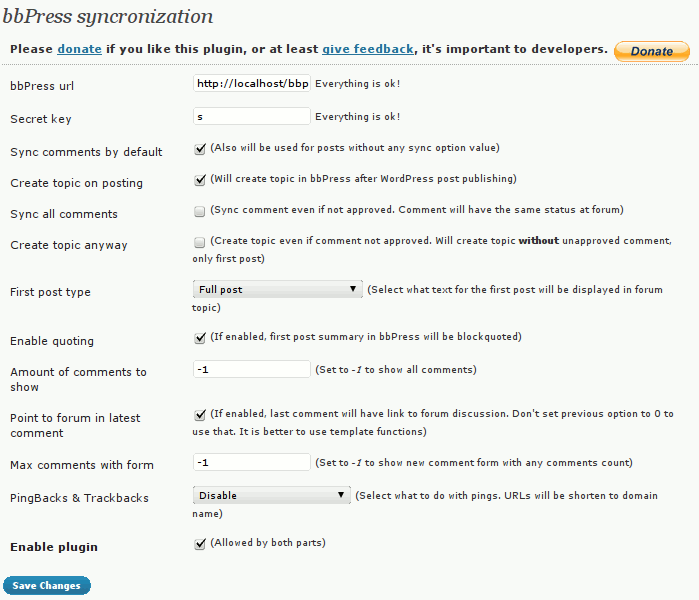 bbPress syncronization
Please donate if you like this plugin, or at least give feedback, it's important to developers. Donate
bbPress url http://localhost/bbp Everything is ok!
Secret key s Everything is ok!
Sync comments by default (Also will be used for posts without any sync option value)
Create topic on posting (Will create topic in bbPress after WordPress post publishing)
Sync all comments (Sync comment even if not approved. Comment will have the same status at forum)
Create topic anyway (Create topic even if comment not approved. Will create topic without unapproved comment,
only first post)
First post type Full post (Select what text for the first post will be displayed in forum
topic)
Enable quoting (If enabled, first post summary in bbPress will be blockquoted)
Amount of comments to
show
-1 (Set to -1 to show all comments)
Point to forum in latest
comment
(If enabled, last comment will have link to forum discussion. Don't set previous option to 0 to
use that. It is better to use template functions)
Max comments with form -1 (Set to -1 to show new comment form with any comments count)
PingBacks & Trackbacks Disable (Select what to do with pings. URLs will be shorten to domain
name)
Enable plugin (Allowed by both parts)
Save Changes